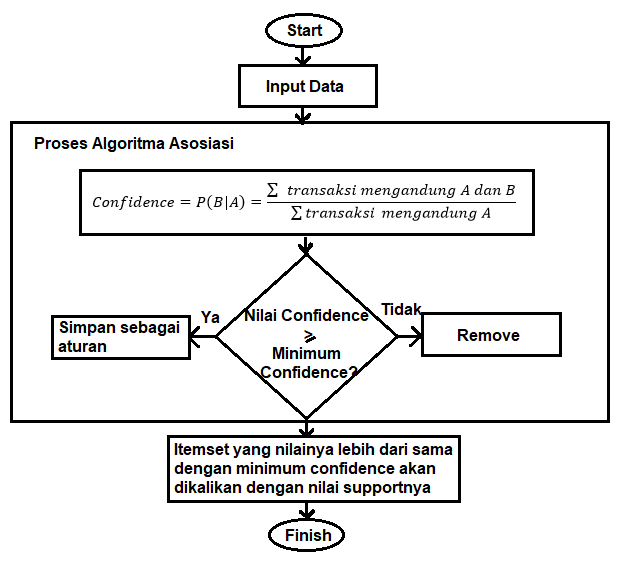 Start
Input Data
Proses Algoritma Asosiasi
Confidence = P(B|A) = ∑ transaksi mengandung A dan B / ∑ transaksi mengandung A
Ya
Tidak
Nilai Confidence
≥
Minimum
Confidence?
Simpan sebagai
aturan
Remove
Itemset yang nilainya lebih dari sama
dengan minimum confidence akan
dikalikan dengan nilai supportnya
Finish